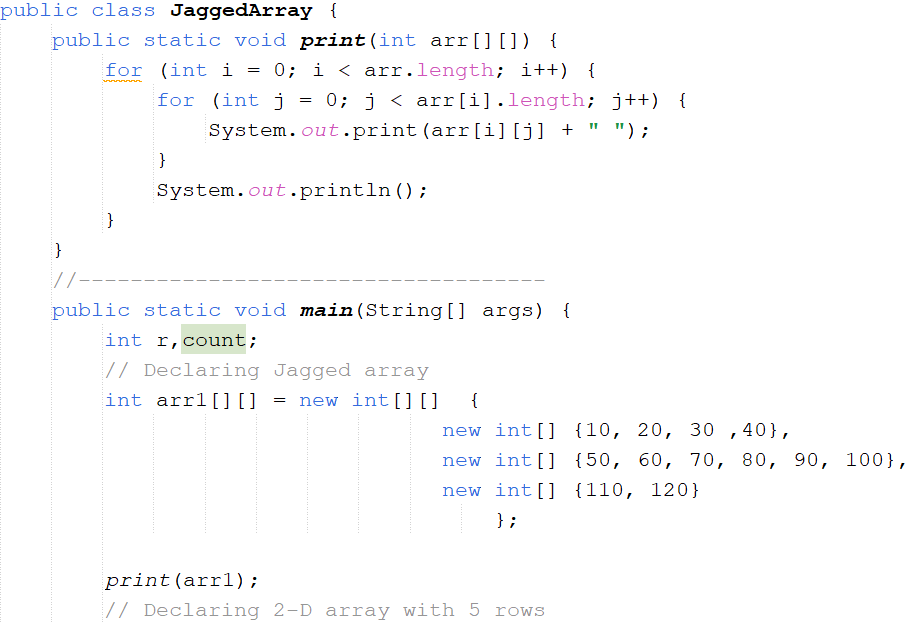 public class JaggedArray {
    public static void print(int arr[][]) {
        for (int i = 0; i < arr.length; i++) {
            for (int j = 0; j < arr[i].length; j++) {
                System.out.print(arr[i][j] + " ");
            }
            System.out.println();
        }
    }
    //------------------------------------
    public static void main(String[] args) {
        int r,count;
        // Declaring Jagged array
        int arr1[][] = new int[][]  {
                                  new int[] {10, 20, 30 ,40},
                                  new int[] {50, 60, 70, 80, 90, 100},
                                  new int[] {110, 120}
                                      };
        print(arr1);
        // Declaring 2-D array with 5 rows